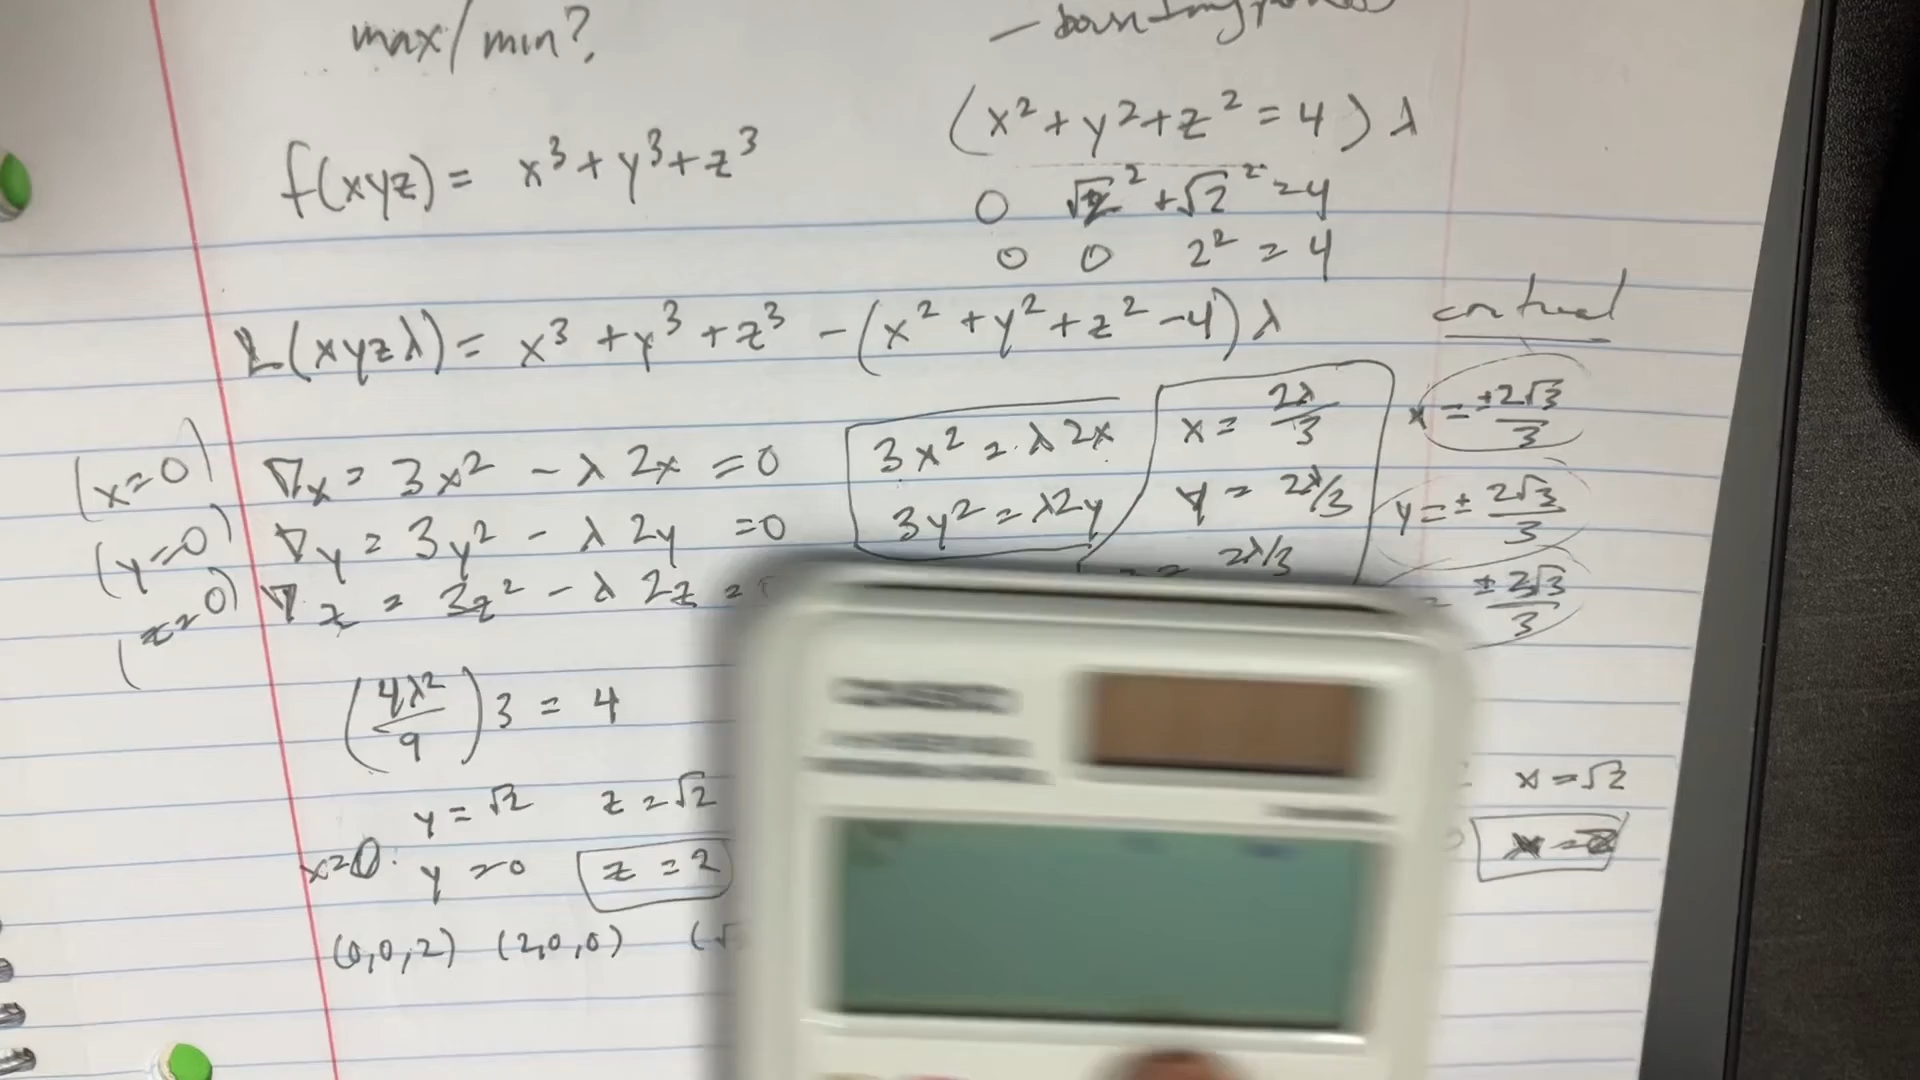 max/min?
f(xyz) = x³ + y³ + z³
(x² + y² + z² = 4) λ
0 √2² + √2² = 4
0 0 2² = 4
L(xyzλ) = x³ + y³ + z³ - (x² + y² + z² - 4) λ
critical
(x=0) ∇x = 3x² - λ 2x = 0
(y=0) ∇y = 3y² - λ 2y = 0
(z=0) ∇z = 3z² - λ 2z =
3x² = λ2x
3y² = λ2y
x = 2λ/3
y = 2λ/3
= 2λ/3
x = ±2√3/3
y = ± 2√3/3
= ±2√3/3
(4λ²/9) 3 = 4
y = √2 z = √2
x=0: y = 0 z = 2
x = √2
(0,0,2) (2,0,0) (√